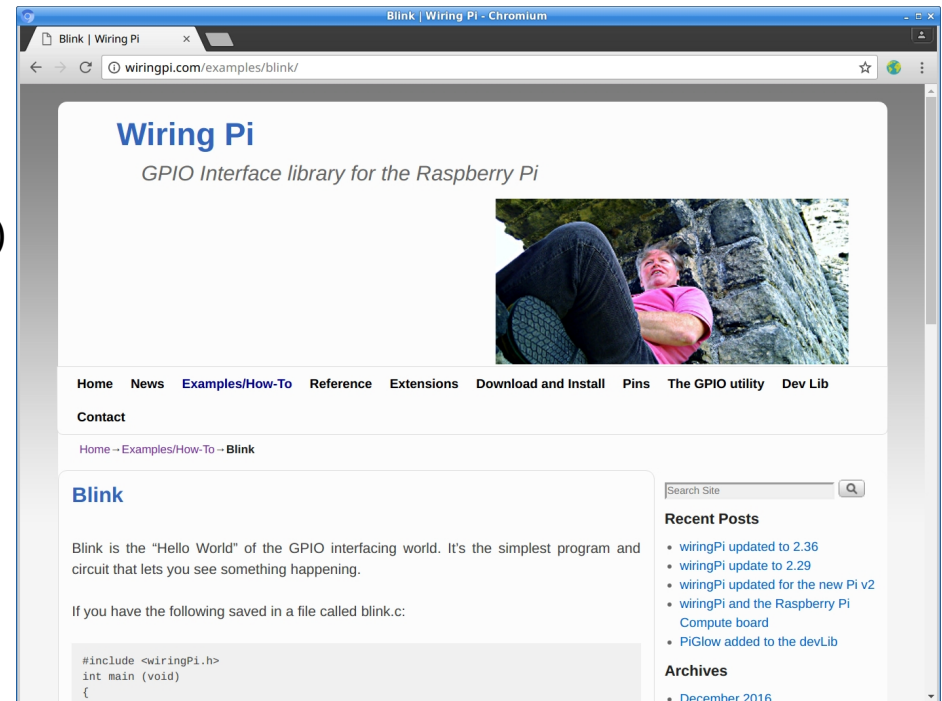 )
Blink | Wiring Pi - Chromium
Blink | Wiring Pi
wiringpi.com/examples/blink/
Wiring Pi
GPIO Interface library for the Raspberry Pi
Home News Examples/How-To Reference Extensions Download and Install Pins The GPIO utility Dev Lib
Contact
Home→Examples/How-To→Blink
Blink
Blink is the “Hello World” of the GPIO interfacing world. It's the simplest program and
circuit that lets you see something happening.
If you have the following saved in a file called blink.c:
#include <wiringPi.h>
int main (void)
{
Search Site
Recent Posts
• wiringPi updated to 2.36
• wiringPi update to 2.29
• wiringPi updated for the new Pi v2
• wiringPi and the Raspberry Pi
Compute board
• PiGlow added to the devLib
Archives
• December 2016